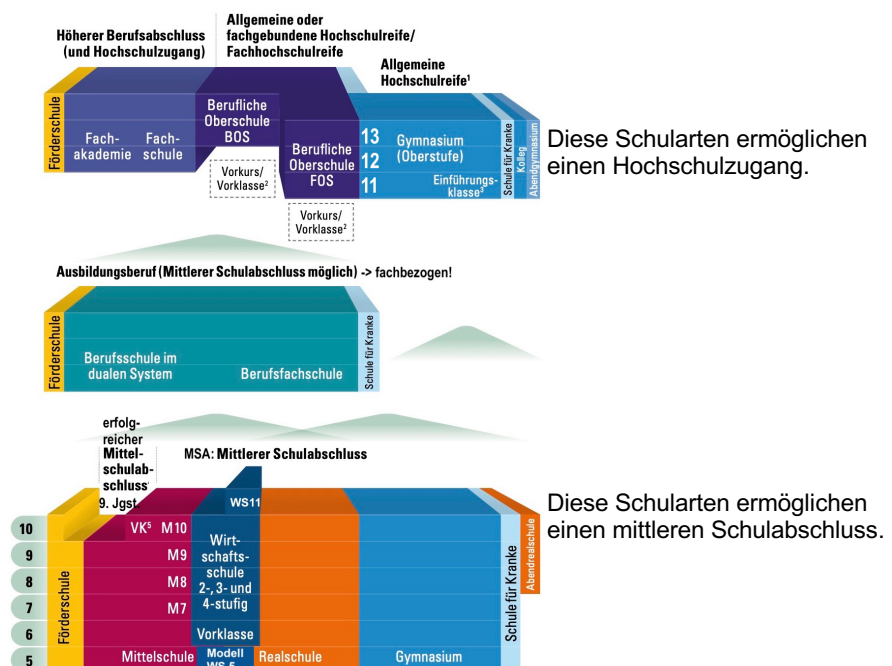 Höherer Berufsabschluss
(und Hochschulzugang)
Allgemeine oder
fachgebundene Hochschulreife/
Fachhochschulreife
Allgemeine
Hochschulreife¹
Förderschule
Fach-
akademie
Fach-
schule
Berufliche
Oberschule
BOS
Vorkurs/
Vorklasse²
Berufliche
Oberschule
FOS
Vorkurs/
Vorklasse²
13
12
11
Gymnasium
(Oberstufe)
Einführungs-
klasse³
Schule für Kranke
Kolleg
Abendgymnasium
Diese Schularten ermöglichen
einen Hochschulzugang.
Ausbildungsberuf (Mittlerer Schulabschluss möglich) -> fachbezogen!
Förderschule
Berufsschule im
dualen System
Berufsfachschule
Schule für Kranke
erfolg-
reicher
Mittel-
schulab-
schluss
9. Jgst.
MSA: Mittlerer Schulabschluss
WS11
10
9
8
7
6
5
Förderschule
VK⁵ M10
M9
M8
M7
Mittelschule
Wirt-
schafts-
schule
2-, 3- und
4-stufig
Vorklasse
Modell
WS 5
Realschule
Gymnasium
Schule für Kranke
Abendrealschule
Diese Schularten ermöglichen
einen mittleren Schulabschluss.